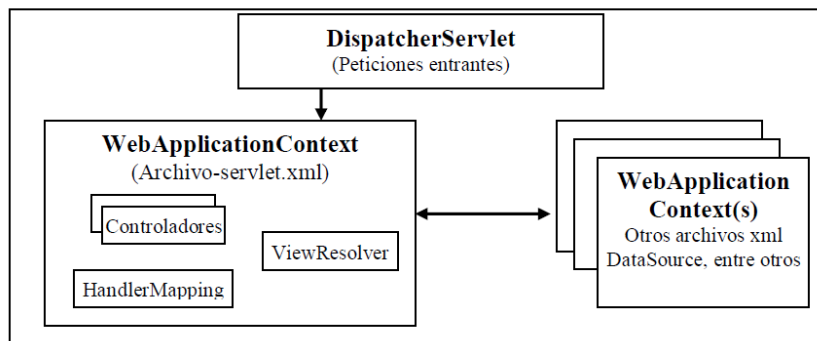 DispatcherServlet
(Peticiones entrantes)
WebApplicationContext
(Archivo-servlet.xml)
Controladores
ViewResolver
HandlerMapping
WebApplication
Context(s)
Otros archivos xml
DataSource, entre otros